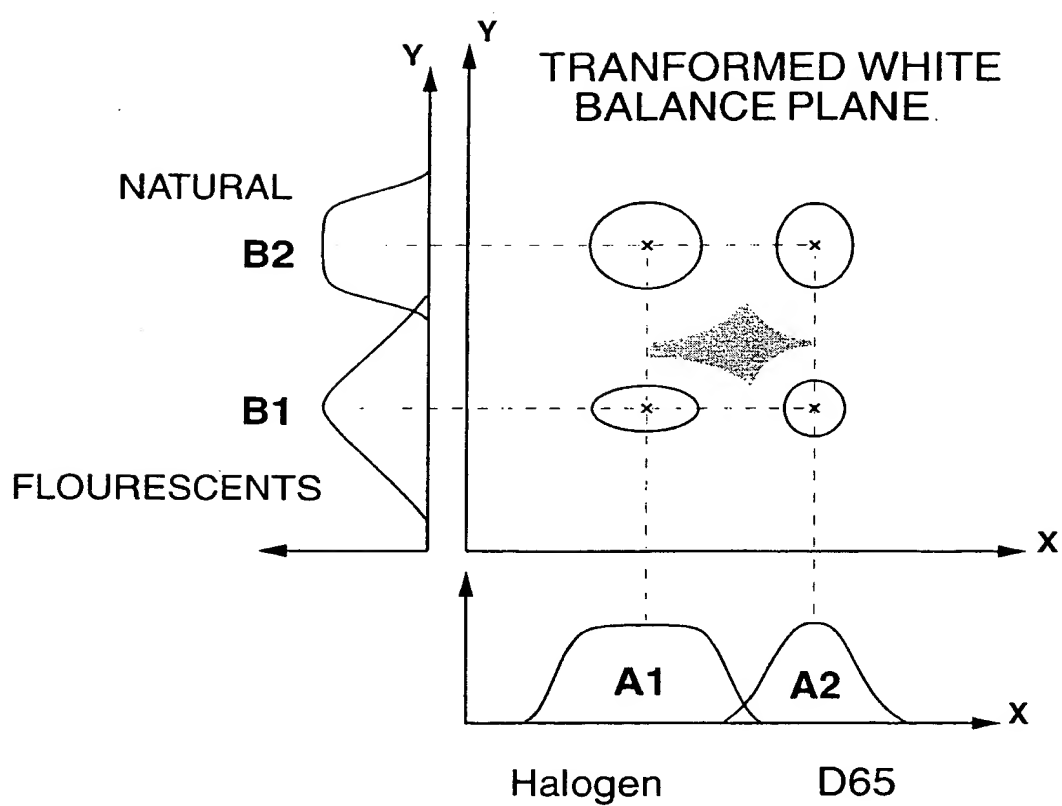 Y
Y
TRANFORMED WHITE
BALANCE PLANE.
NATURAL
B2
B1
FLOURESCENTS
X
A1
A2
X
Halogen
D65